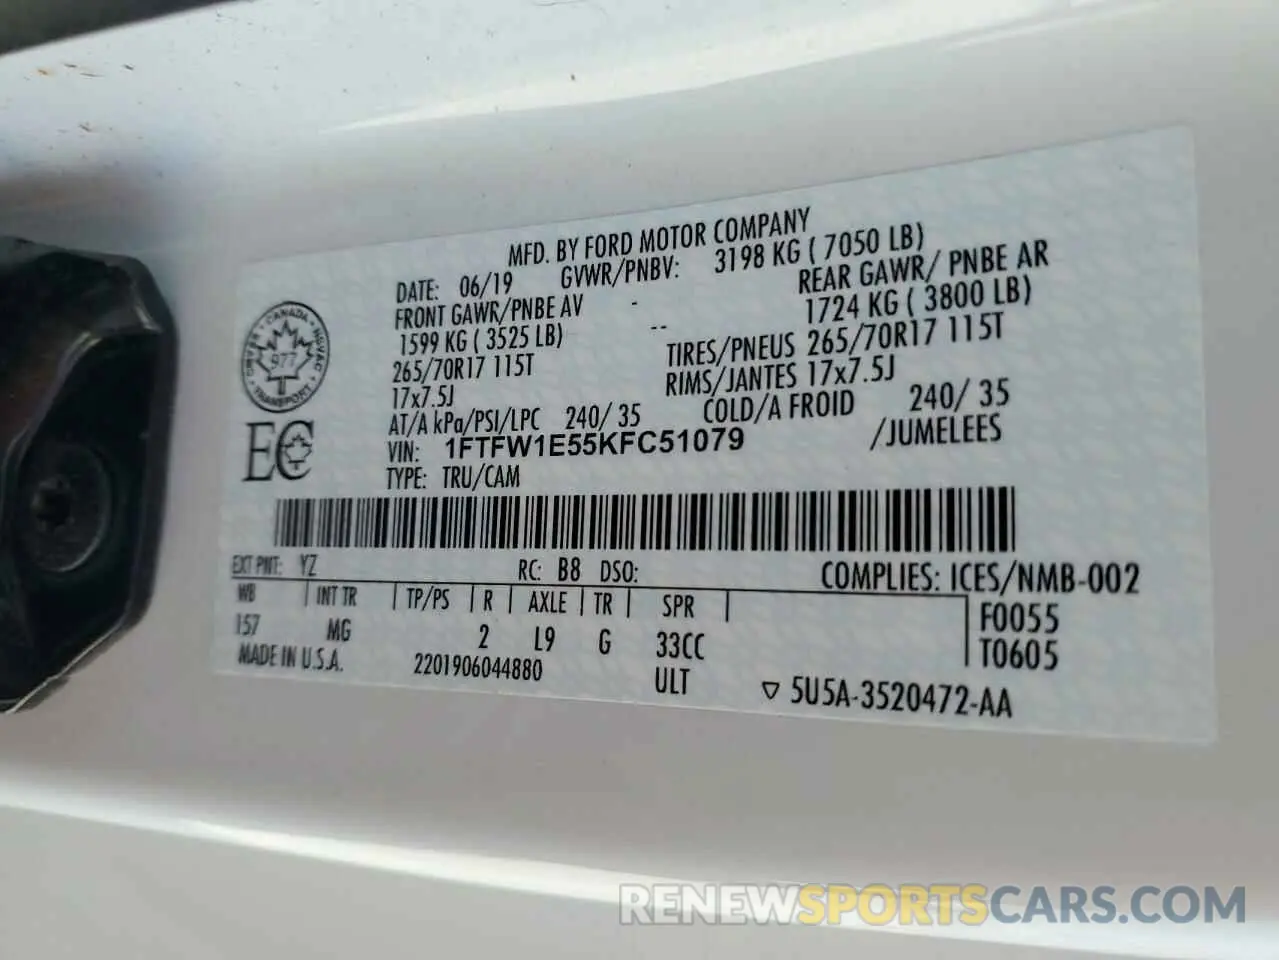 MFD. BY FORD MOTOR COMPANY
DATE: 06/19 GVWR/PNBV: 3198 KG ( 7050 LB)
FRONT GAWR/PNBE AV - REAR GAWR/ PNBE AR
1599 KG ( 3525 LB) -- 1724 KG ( 3800 LB)
265/70R17 115T TIRES/PNEUS 265/70R17 115T
17x7.5J RIMS/JANTES 17x7.5J
AT/A kPa/PSI/LPC 240/ 35 COLD/A FROID 240/ 35
VIN: 1FTFW1E55KFC51079 /JUMELEES
TYPE: TRU/CAM
CANADA
TRANSPORT
977
EC
EXT PNT: YZ RC: B8 DSO: COMPLIES: ICES/NMB-002
WB | INT TR | TP/PS | R | AXLE | TR | SPR | F0055
157 MG 2 L9 G 33CC T0605
MADE IN U.S.A. 2201906044880 ULT ▽ 5U5A-3520472-AA
RENEWSPORTSCARS.COM